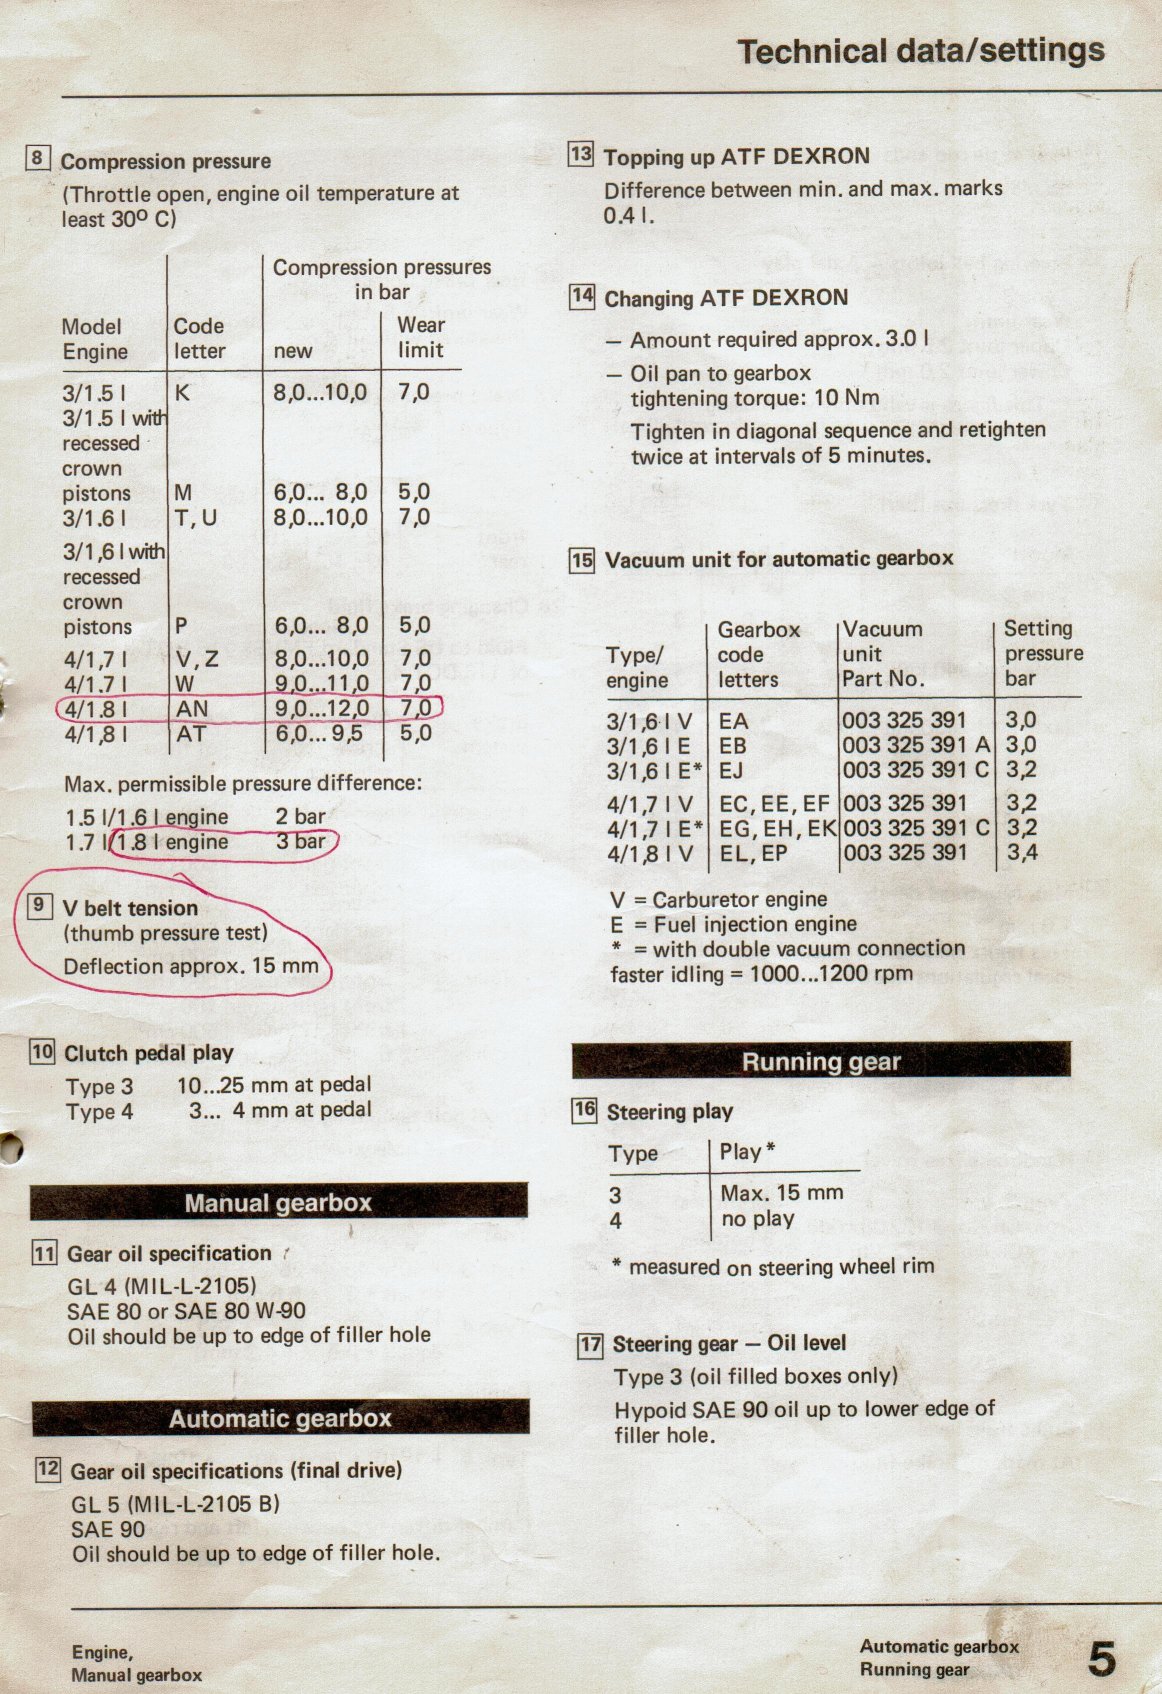 Technical data/settings
8 Compression pressure
(Throttle open, engine oil temperature at
least 30º C)
Compression pressures
in bar
Model Engine | Code letter | new | Wear limit
3/1.5 l K 8,0...10,0 7,0
3/1.5 l with
recessed
crown
pistons M 6,0... 8,0 5,0
3/1.6 l T, U 8,0...10,0 7,0
3/1,6 l with
recessed
crown
pistons P 6,0... 8,0 5,0
4/1,7 l V, Z 8,0...10,0 7,0
4/1.7 l W 9,0...11,0 7,0
4/1.8 l AN 9,0...12,0 7,0
4/1,8 l AT 6,0... 9,5 5,0
Max. permissible pressure difference:
1.5 l/1.6 l engine 2 bar
1.7 l/1.8 l engine 3 bar
9 V belt tension
(thumb pressure test)
Deflection approx. 15 mm
10 Clutch pedal play
Type 3 10...25 mm at pedal
Type 4 3... 4 mm at pedal
Manual gearbox
11 Gear oil specification
GL 4 (MIL-L-2105)
SAE 80 or SAE 80 W-90
Oil should be up to edge of filler hole
Automatic gearbox
12 Gear oil specifications (final drive)
GL 5 (MIL-L-2105 B)
SAE 90
Oil should be up to edge of filler hole.
13 Topping up ATF DEXRON
Difference between min. and max. marks
0.4 l.
14 Changing ATF DEXRON
— Amount required approx. 3.0 l
— Oil pan to gearbox
tightening torque: 10 Nm
Tighten in diagonal sequence and retighten
twice at intervals of 5 minutes.
15 Vacuum unit for automatic gearbox
Type/ engine | Gearbox code letters | Vacuum unit Part No. | Setting pressure bar
3/1,6 l V EA 003 325 391 3,0
3/1,6 l E EB 003 325 391 A 3,0
3/1,6 l E* EJ 003 325 391 C 3,2
4/1,7 l V EC, EE, EF 003 325 391 3,2
4/1,7 l E* EG, EH, EK 003 325 391 C 3,2
4/1,8 l V EL, EP 003 325 391 3,4
V = Carburetor engine
E = Fuel injection engine
* = with double vacuum connection
faster idling = 1000...1200 rpm
Running gear
16 Steering play
Type Play*
3 Max. 15 mm
4 no play
* measured on steering wheel rim
17 Steering gear — Oil level
Type 3 (oil filled boxes only)
Hypoid SAE 90 oil up to lower edge of
filler hole.
Engine,
Manual gearbox
Automatic gearbox
Running gear
5